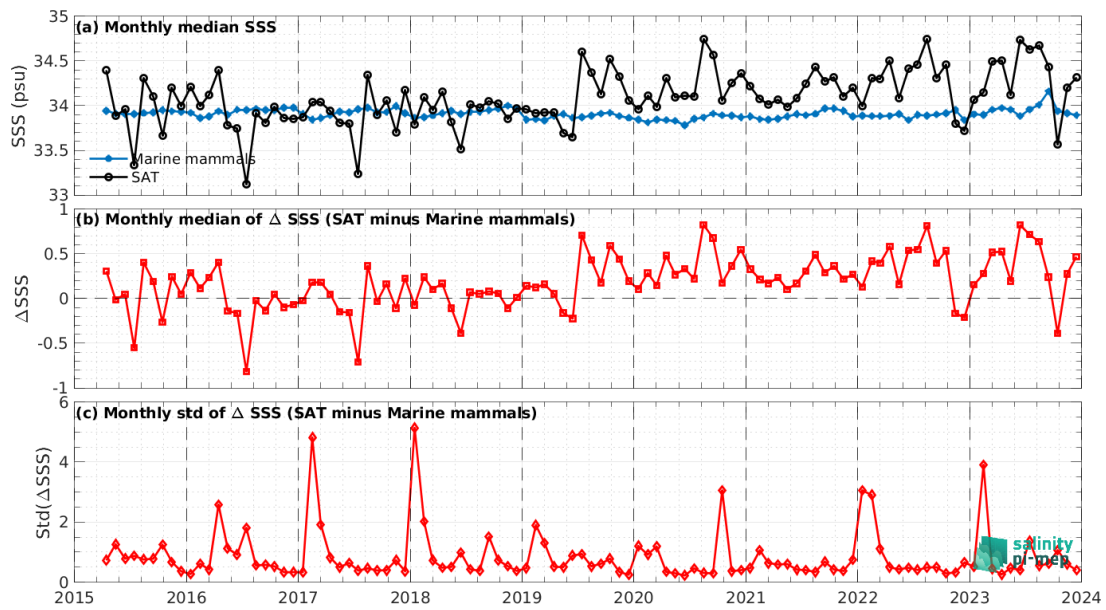 (a) Monthly median SSS
35
34.5
34
33.5
33
SSS (psu)
Marine mammals
SAT
(b) Monthly median of Δ SSS (SAT minus Marine mammals)
1
0.5
0
-0.5
-1
ΔSSS
(c) Monthly std of Δ SSS (SAT minus Marine mammals)
6
4
2
0
Std(ΔSSS)
salinity
pi-mep
2015 2016 2017 2018 2019 2020 2021 2022 2023 2024